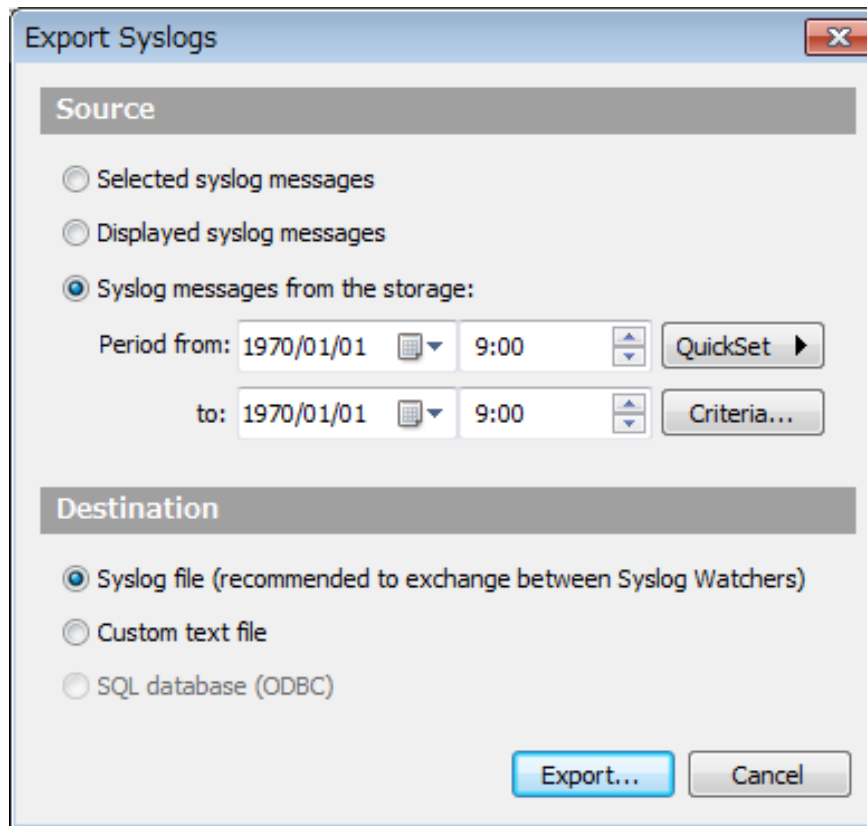 Export Syslogs
Source
Selected syslog messages
Displayed syslog messages
Syslog messages from the storage:
Period from: 1970/01/01 9:00 QuickSet
to: 1970/01/01 9:00 Criteria...
Destination
Syslog file (recommended to exchange between Syslog Watchers)
Custom text file
SQL database (ODBC)
Export... Cancel